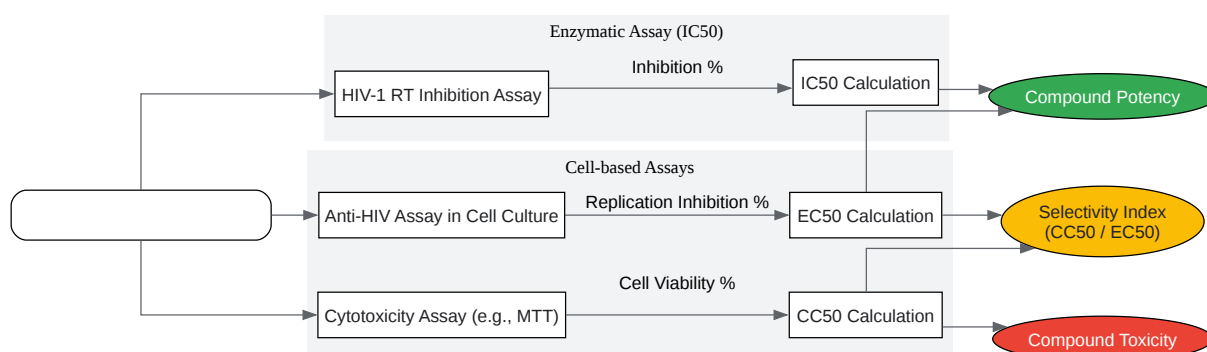 Enzymatic Assay (IC50)
HIV-1 RT Inhibition Assay
Inhibition %
IC50 Calculation
Compound Potency
Cell-based Assays
Anti-HIV Assay in Cell Culture
Replication Inhibition %
EC50 Calculation
Selectivity Index
(CC50 / EC50)
Cytotoxicity Assay (e.g., MTT)
Cell Viability %
CC50 Calculation
Compound Toxicity